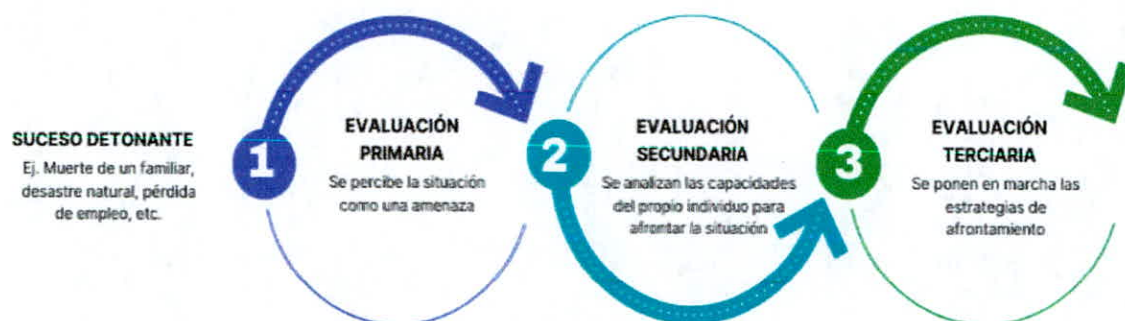 SUCESO DETONANTE
Ej. Muerte de un familiar,
desastre natural, pérdida
de empleo, etc.
1
EVALUACIÓN
PRIMARIA
Se percibe la situación
como una amenaza
2
EVALUACIÓN
SECUNDARIA
Se analizan las capacidades
del propio individuo para
afrontar la situación
3
EVALUACIÓN
TERCIARIA
Se ponen en marcha las
estrategias de
afrontamiento